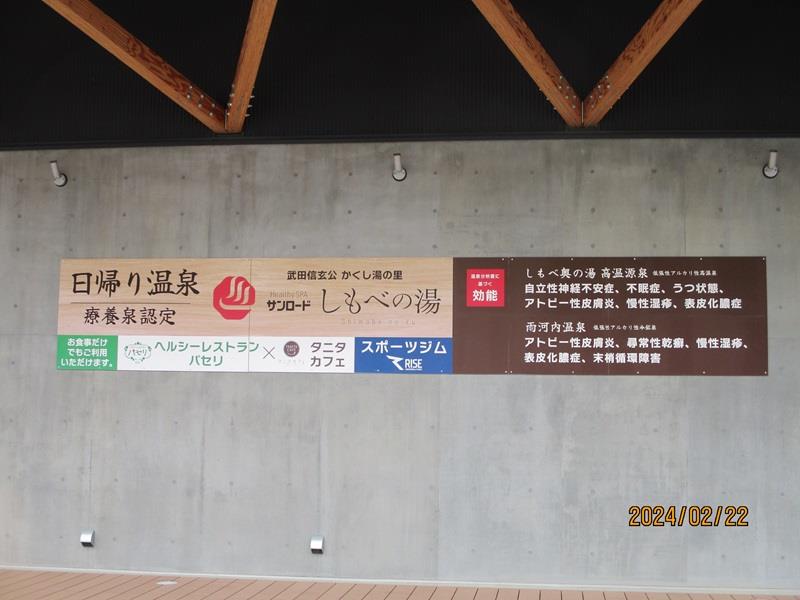 日帰り温泉
療養泉認定
武田信玄公 かくし湯の里
Healthy SPA
サンロード
しもべの湯
Shimobe no Yu
お食事だけ
でもご利用
いただけます。
パセリ
ヘルシーレストラン
パセリ
×
タニタ
カフェ
スポーツジム
RISE
温泉分析書に
基づく
効能
しもべ奥の湯 高温源泉 低張性アルカリ性高温泉
自立性神経不安症、不眠症、うつ状態、
アトピー性皮膚炎、慢性湿疹、表皮化膿症
雨河内温泉 低張性アルカリ性冷鉱泉
アトピー性皮膚炎、尋常性乾癬、慢性湿疹、
表皮化膿症、末梢循環障害
2024/02/22